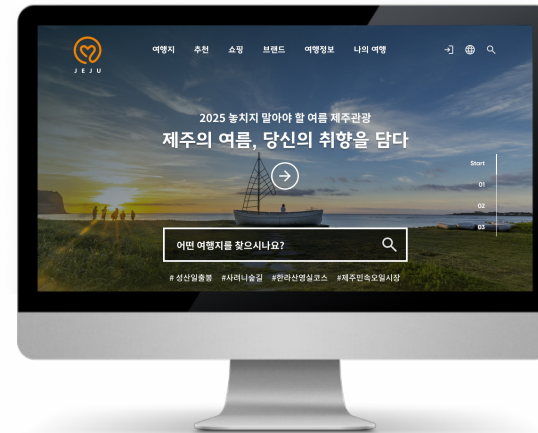 JEJU
여행지 추천 쇼핑 브랜드 여행정보 나의 여행
2025 놓치지 말아야 할 여름 제주관광
제주의 여름, 당신의 취향을 담다
Start
01
02
03
어떤 여행지를 찾으시나요?
# 성산일출봉 #사려니숲길 #한라산영실코스 #제주민속오일시장